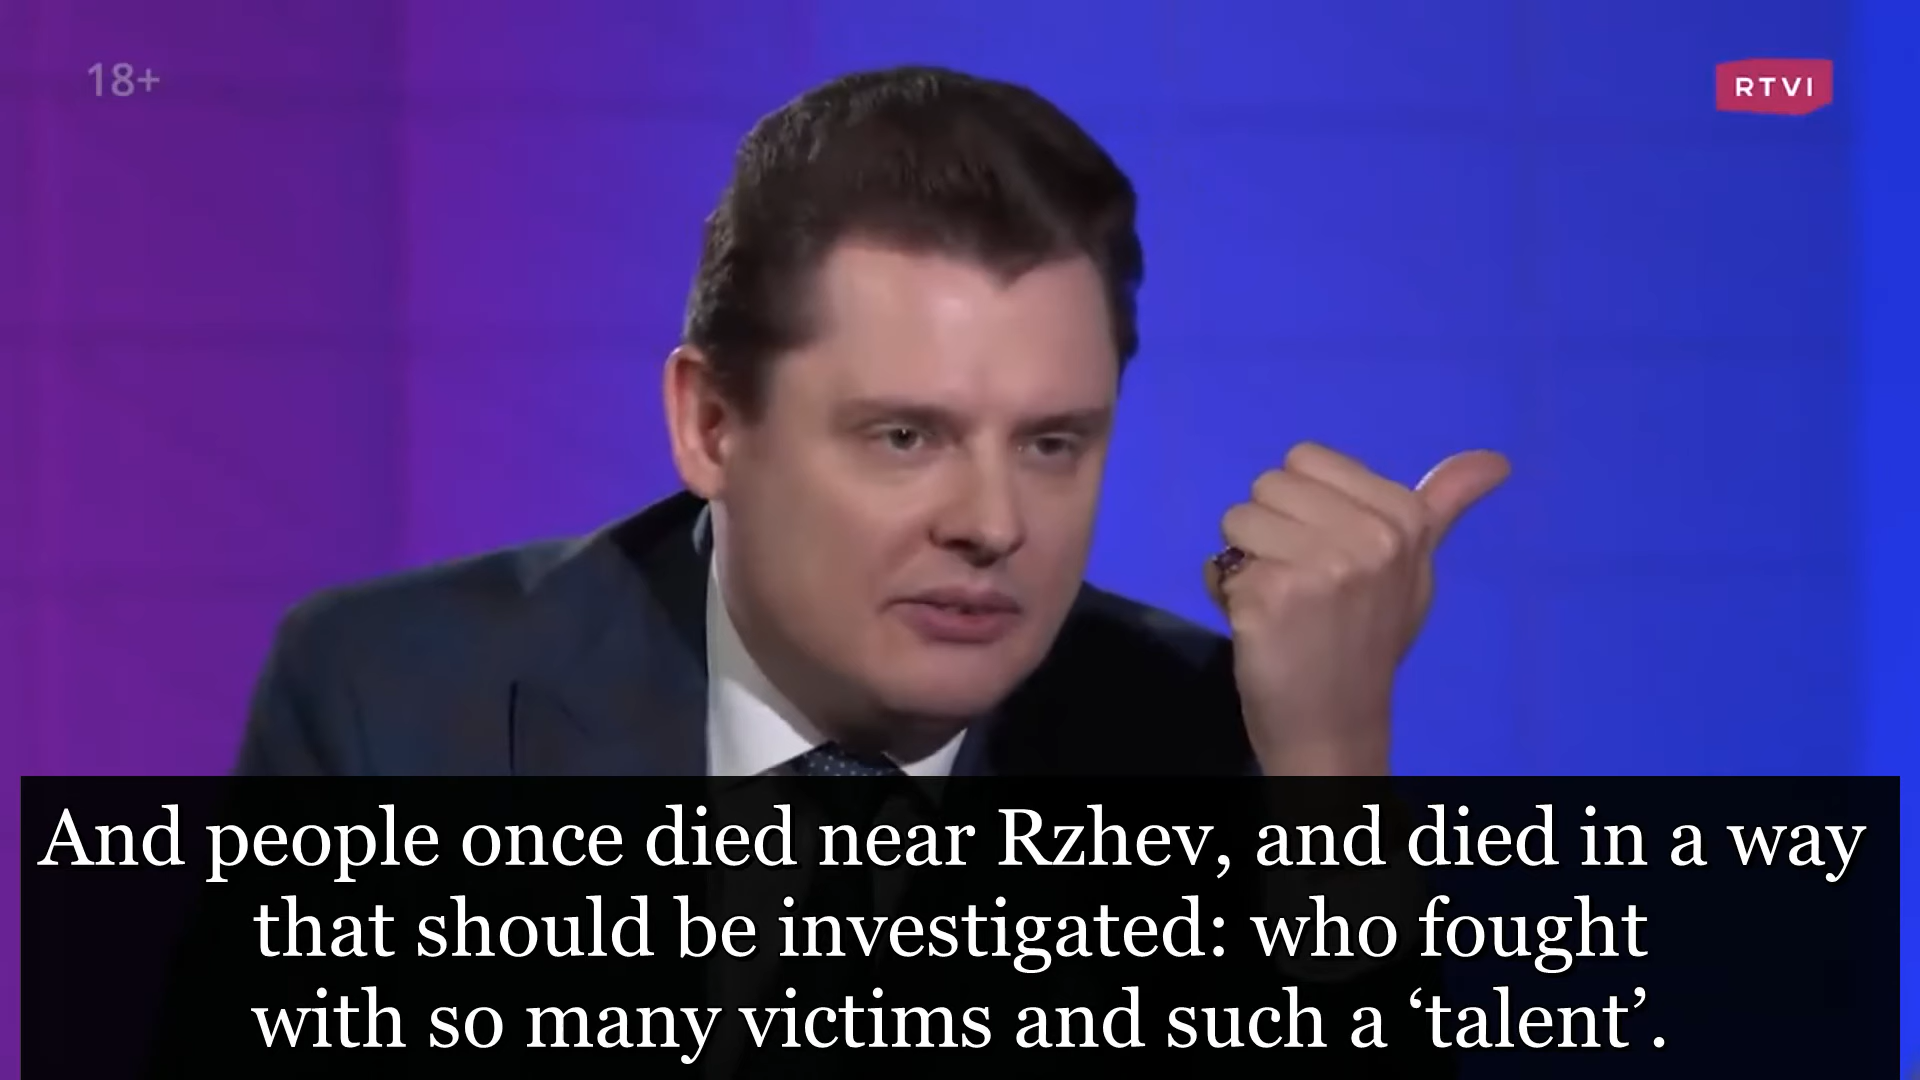 18+
RTVI
And people once died near Rzhev, and died in a way
that should be investigated: who fought
with so many victims and such a ‘talent’.